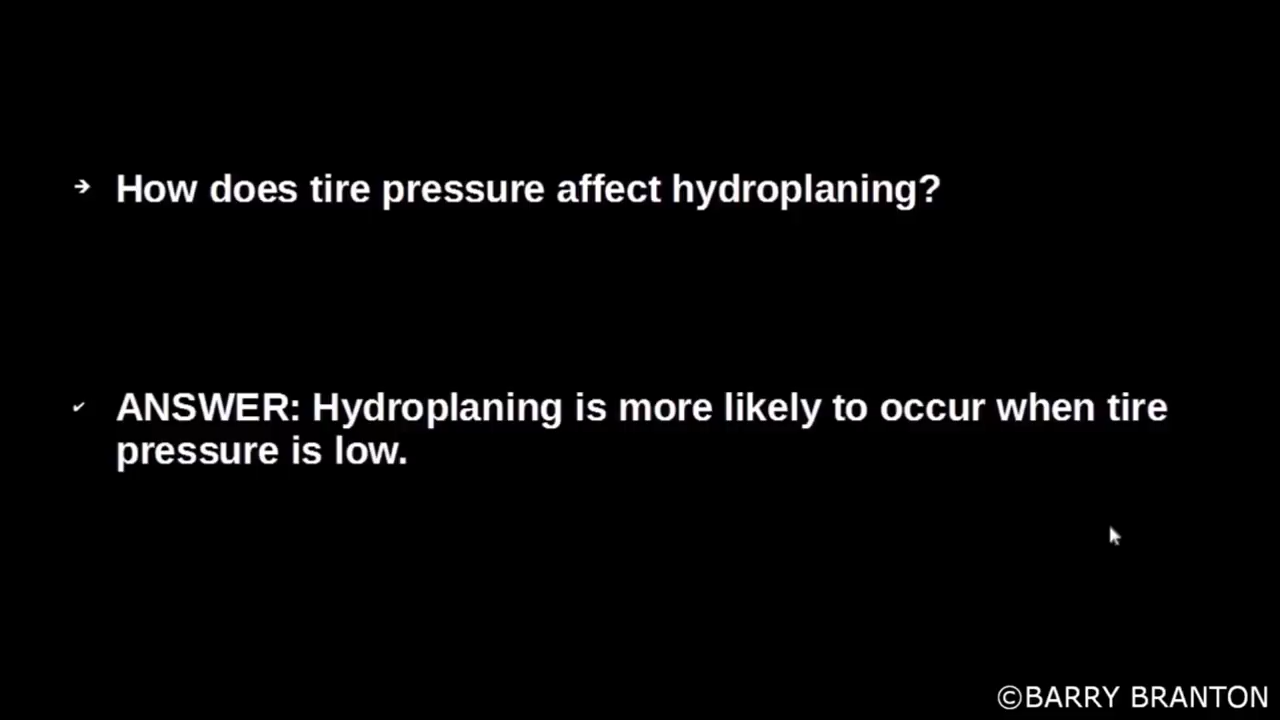 ➔ How does tire pressure affect hydroplaning?
✓ ANSWER: Hydroplaning is more likely to occur when tire
pressure is low.
©BARRY BRANTON